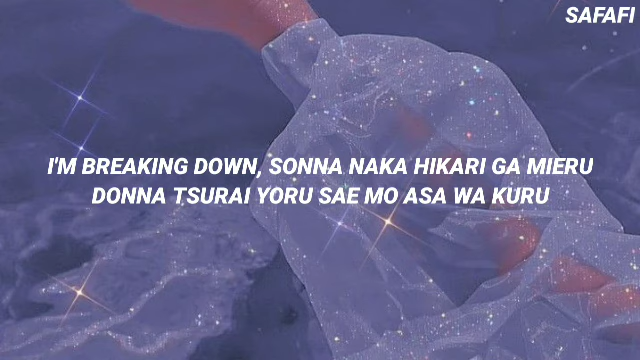 SAFAFI
I'M BREAKING DOWN, SONNA NAKA HIKARI GA MIERU
DONNA TSURAI YORU SAE MO ASA WA KURU